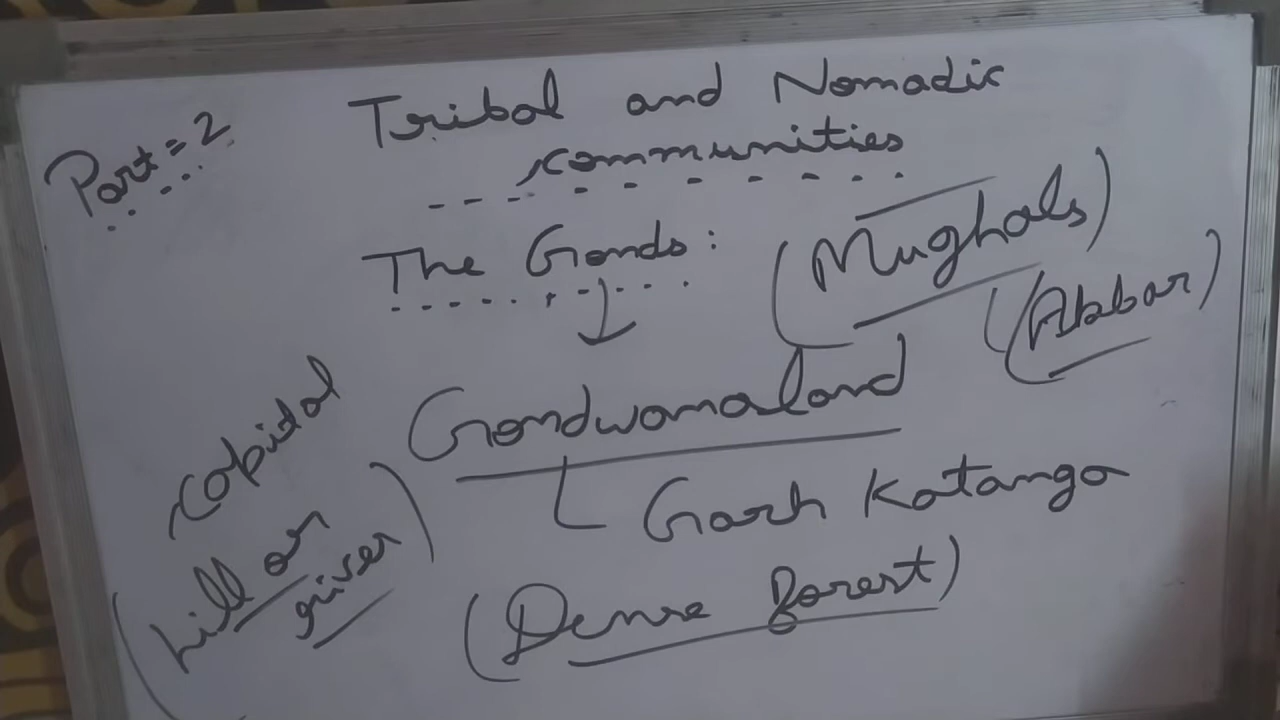 Part = 2
Tribal and Nomadic
communities
The Gonds :
(Mughals)
(Akbar)
Gondwanaland
Garh Katanga
(Dense forest)
capital
(hill or
river)